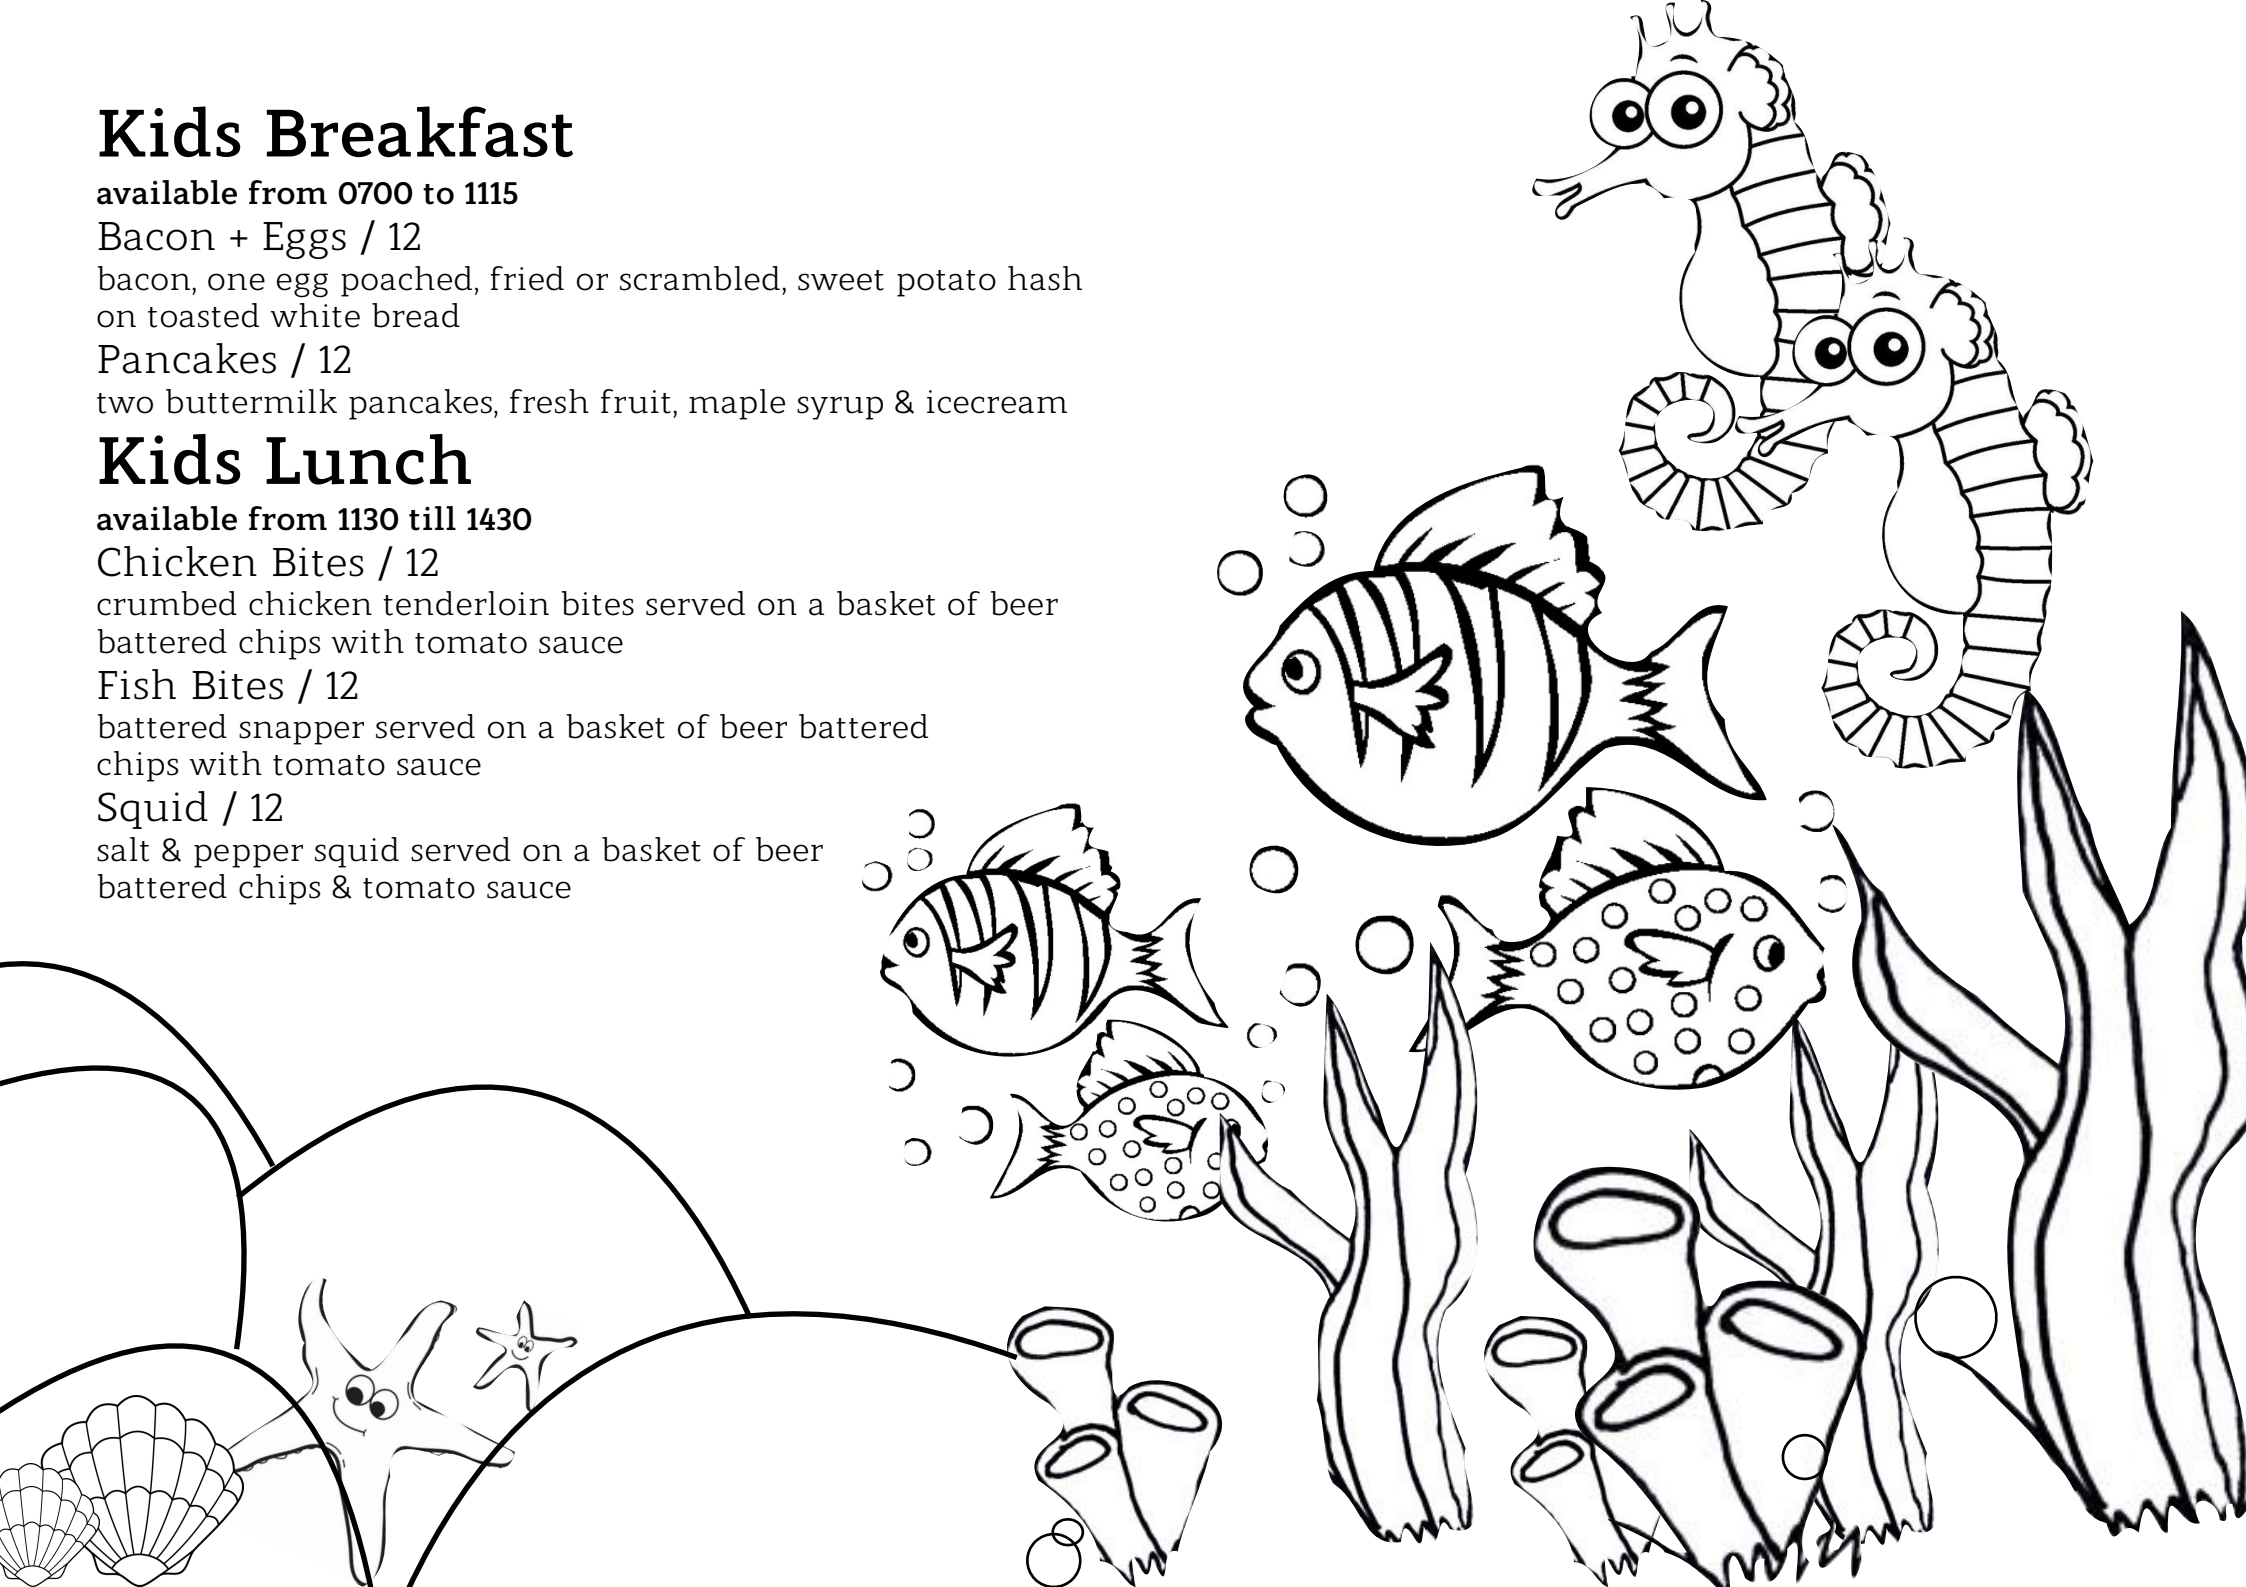 Kids Breakfast
available from 0700 to 1115
Bacon + Eggs / 12
bacon, one egg poached, fried or scrambled, sweet potato hash
on toasted white bread
Pancakes / 12
two buttermilk pancakes, fresh fruit, maple syrup & icecream
Kids Lunch
available from 1130 till 1430
Chicken Bites / 12
crumbed chicken tenderloin bites served on a basket of beer
battered chips with tomato sauce
Fish Bites / 12
battered snapper served on a basket of beer battered
chips with tomato sauce
Squid / 12
salt & pepper squid served on a basket of beer
battered chips & tomato sauce